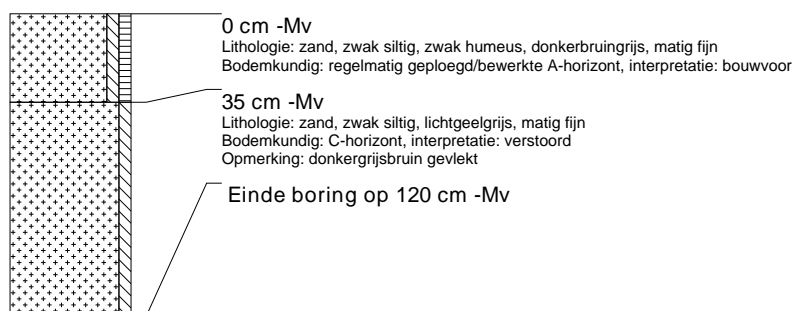 0 cm -Mv
Lithologie: zand, zwak siltig, zwak humeus, donkerbruingrijs, matig fijn
Bodemkundig: regelmatig geploegd/bewerkte A-horizont, interpretatie: bouwvoor
35 cm -Mv
Lithologie: zand, zwak siltig, lichtgeelgrijs, matig fijn
Bodemkundig: C-horizont, interpretatie: verstoord
Opmerking: donkergrijsbruin gevlekt
Einde boring op 120 cm -Mv